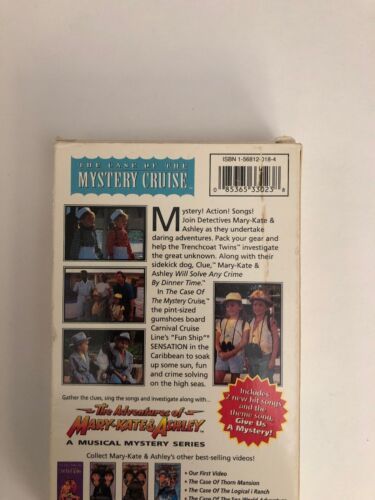 THE CASE OF THE
MYSTERY CRUISE™
ISBN 1-56812-018-4
0 85365 33023 8
Mystery! Action! Songs!
Join Detectives Mary-Kate &
Ashley as they undertake
daring adventures. Pack your gear and
help the Trenchcoat Twins™ investigate
the great unknown. Along with their
sidekick dog, Clue,™ Mary-Kate &
Ashley Will Solve Any Crime
By Dinner Time.™
In The Case Of
The Mystery Cruise,™
the pint-sized
gumshoes board
Carnival Cruise
Line's "Fun Ship"®
SENSATION in the
Caribbean to soak
up some sun, fun
and crime solving
on the high seas.
Includes
2 new hit songs
and the
theme song,
Give Us
A Mystery!
Gather the clues, sing the songs and investigate along with...
The Adventures of
MARY-KATE & ASHLEY™
A MUSICAL MYSTERY SERIES
Collect Mary-Kate & Ashley's other best-selling videos!
• Our First Video
• The Case Of Thorn Mansion
• The Case Of The Logical i Ranch